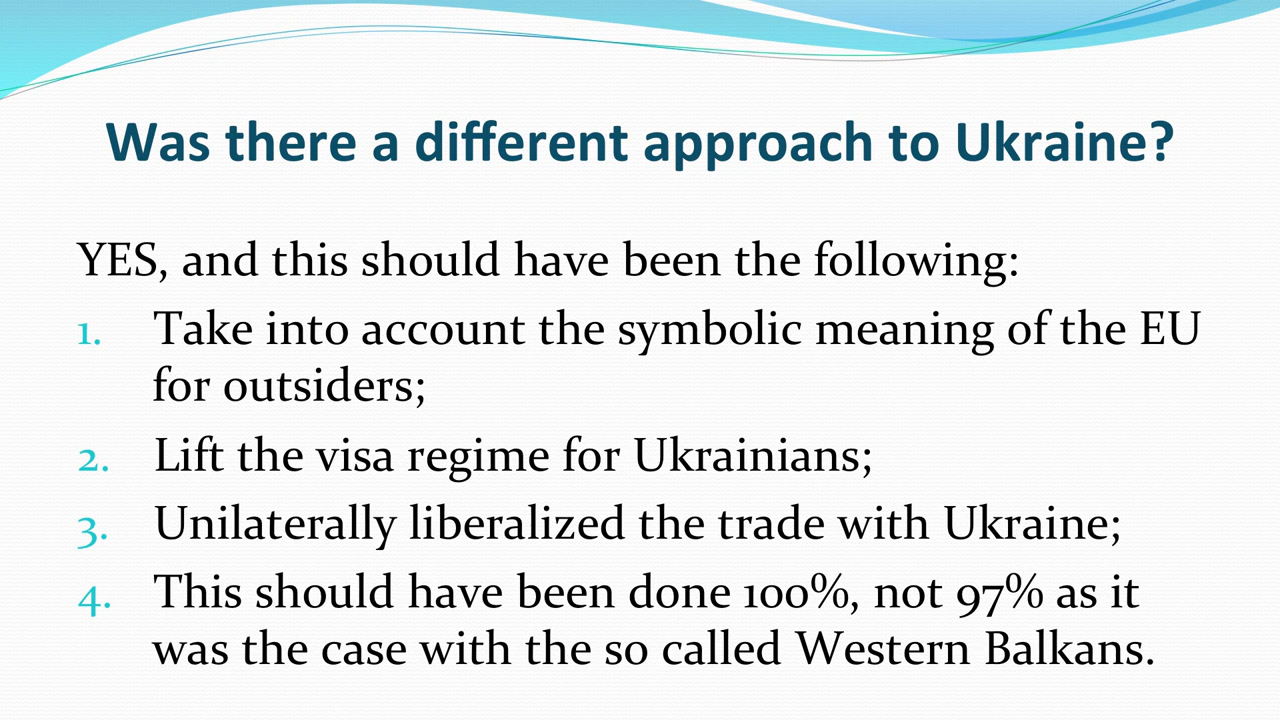 Was there a different approach to Ukraine?
YES, and this should have been the following:
1. Take into account the symbolic meaning of the EU
for outsiders;
2. Lift the visa regime for Ukrainians;
3. Unilaterally liberalized the trade with Ukraine;
4. This should have been done 100%, not 97% as it
was the case with the so called Western Balkans.